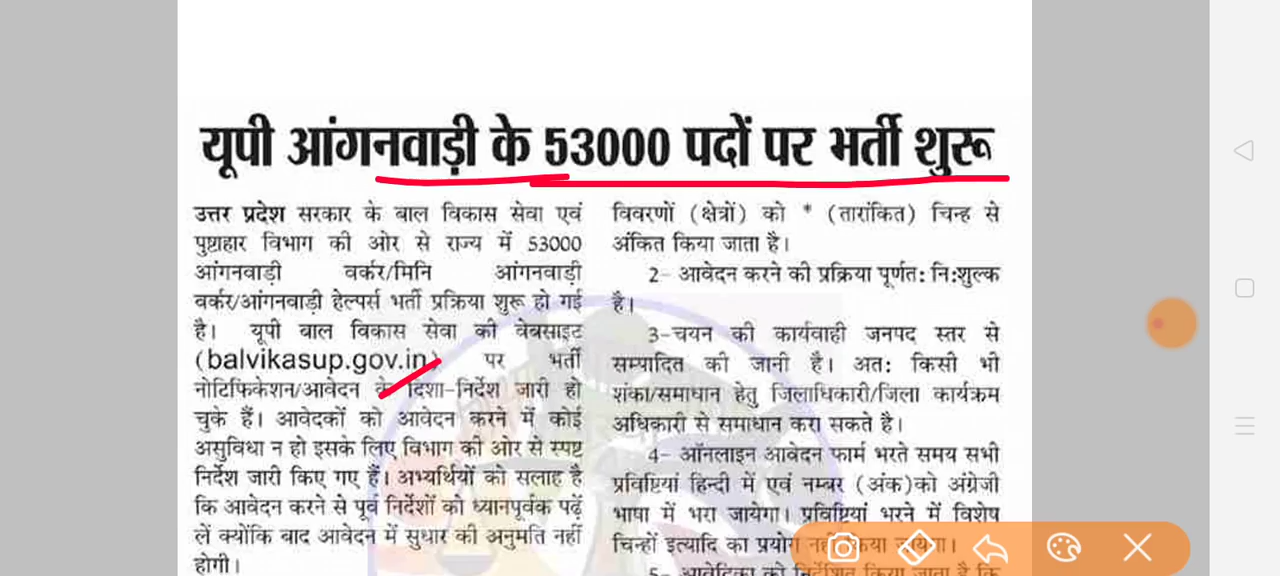 यूपी आंगनवाड़ी के 53000 पदों पर भर्ती शुरू
उत्तर प्रदेश सरकार के बाल विकास सेवा एवं
पुष्टाहार विभाग की ओर से राज्य में 53000
आंगनवाड़ी वर्कर/मिनि आंगनवाड़ी
वर्कर/आंगनवाड़ी हेल्पर्स भर्ती प्रक्रिया शुरू हो गई
है। यूपी बाल विकास सेवा की वेबसाइट
(balvikasup.gov.in) पर भर्ती
नोटिफिकेशन/आवेदन के दिशा-निर्देश जारी हो
चुके हैं। आवेदकों को आवेदन करने में कोई
असुविधा न हो इसके लिए विभाग की ओर से स्पष्ट
निर्देश जारी किए गए हैं। अभ्यर्थियों को सलाह है
कि आवेदन करने से पूर्व निर्देशों को ध्यानपूर्वक पढ़ें
लें क्योंकि बाद आवेदन में सुधार की अनुमति नहीं
होगी।
विवरणों (क्षेत्रों) को * (तारांकित) चिन्ह से
अंकित किया जाता है।
2- आवेदन करने की प्रक्रिया पूर्णत: नि:शुल्क
है।
3-चयन की कार्यवाही जनपद स्तर से
सम्पादित की जानी है। अत: किसी भी
शंका/समाधान हेतु जिलाधिकारी/जिला कार्यक्रम
अधिकारी से समाधान करा सकते है।
4- ऑनलाइन आवेदन फार्म भरते समय सभी
प्रविष्टियां हिन्दी में एवं नम्बर (अंक)को अंग्रेजी
भाषा में भरा जायेगा। प्रविष्टियां भरने में विशेष
चिन्हों इत्यादि का प्रयोग नहीं किया जायेगा।
5- आवेदिका को निर्देशित किया जाता है कि